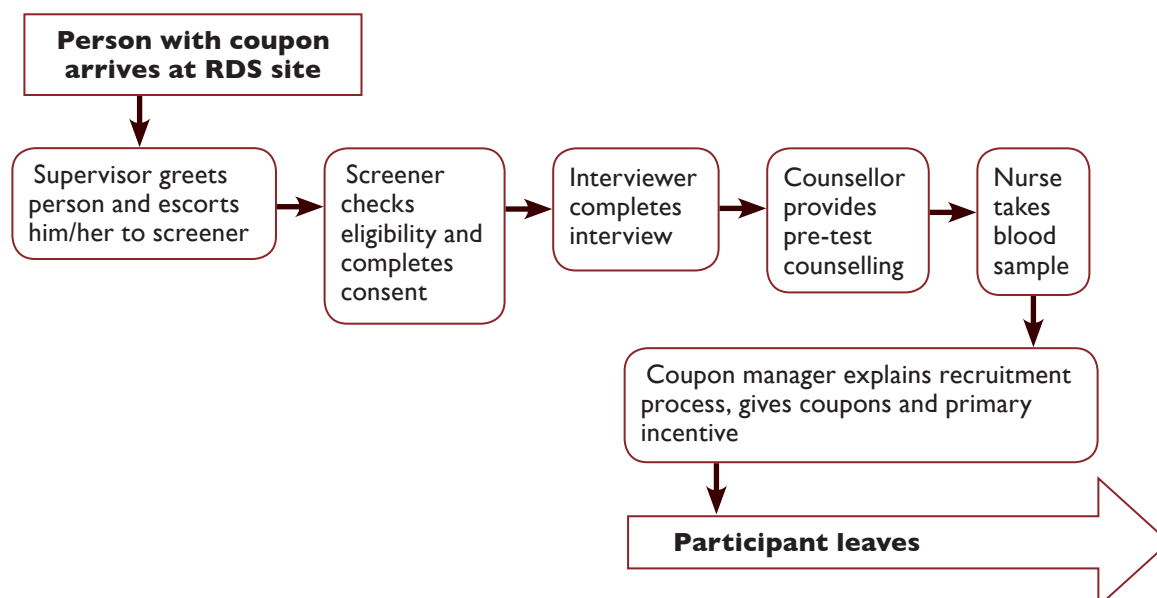 Person with coupon
arrives at RDS site
Supervisor greets
person and escorts
him/her to screener
Screener
checks
eligibility and
completes
consent
Interviewer
completes
interview
Counsellor
provides
pre-test
counselling
Nurse
takes
blood
sample
Coupon manager explains recruitment
process, gives coupons and primary
incentive
Participant leaves